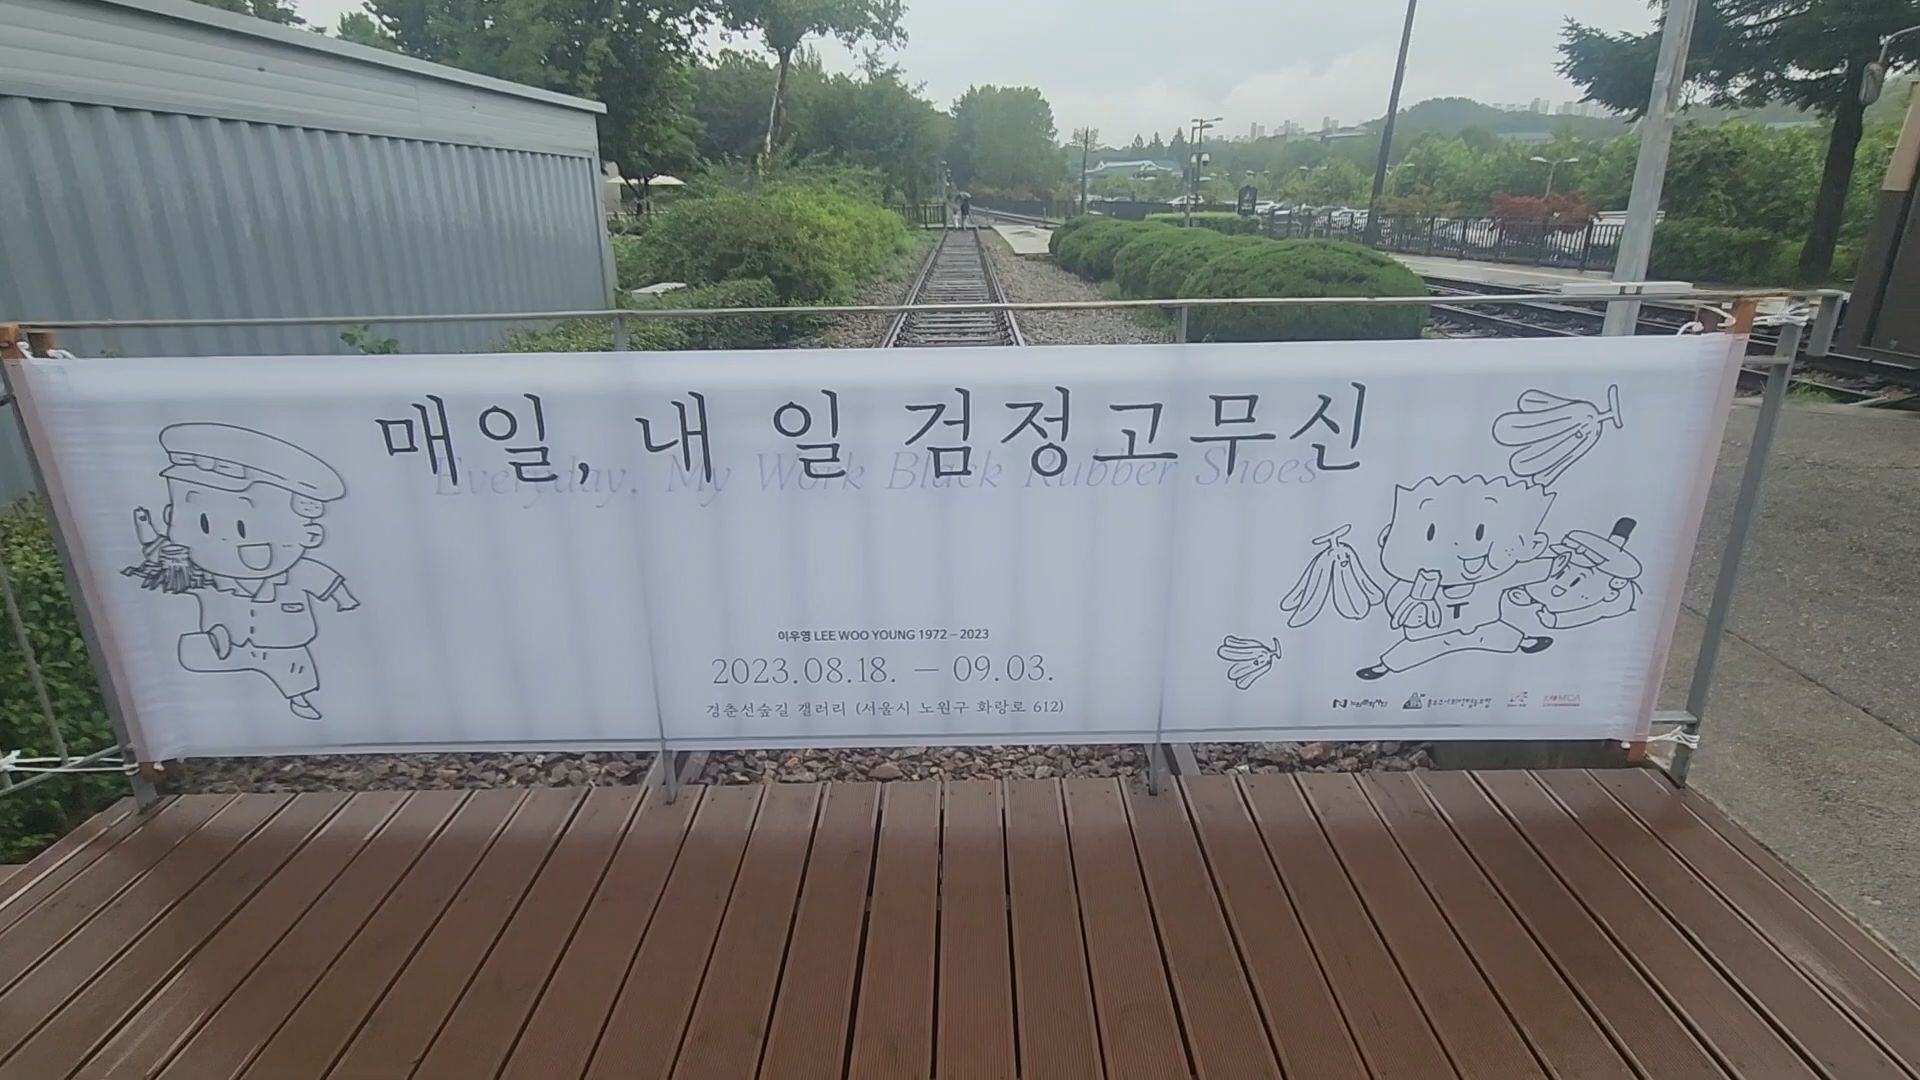 매일, 내 일 검정고무신
Everyday, My Work Black Rubber Shoes
이우영 LEE WOO YOUNG 1972 – 2023
2023.08.18. — 09.03.
경춘선숲길 갤러리 (서울시 노원구 화랑로 612)
T